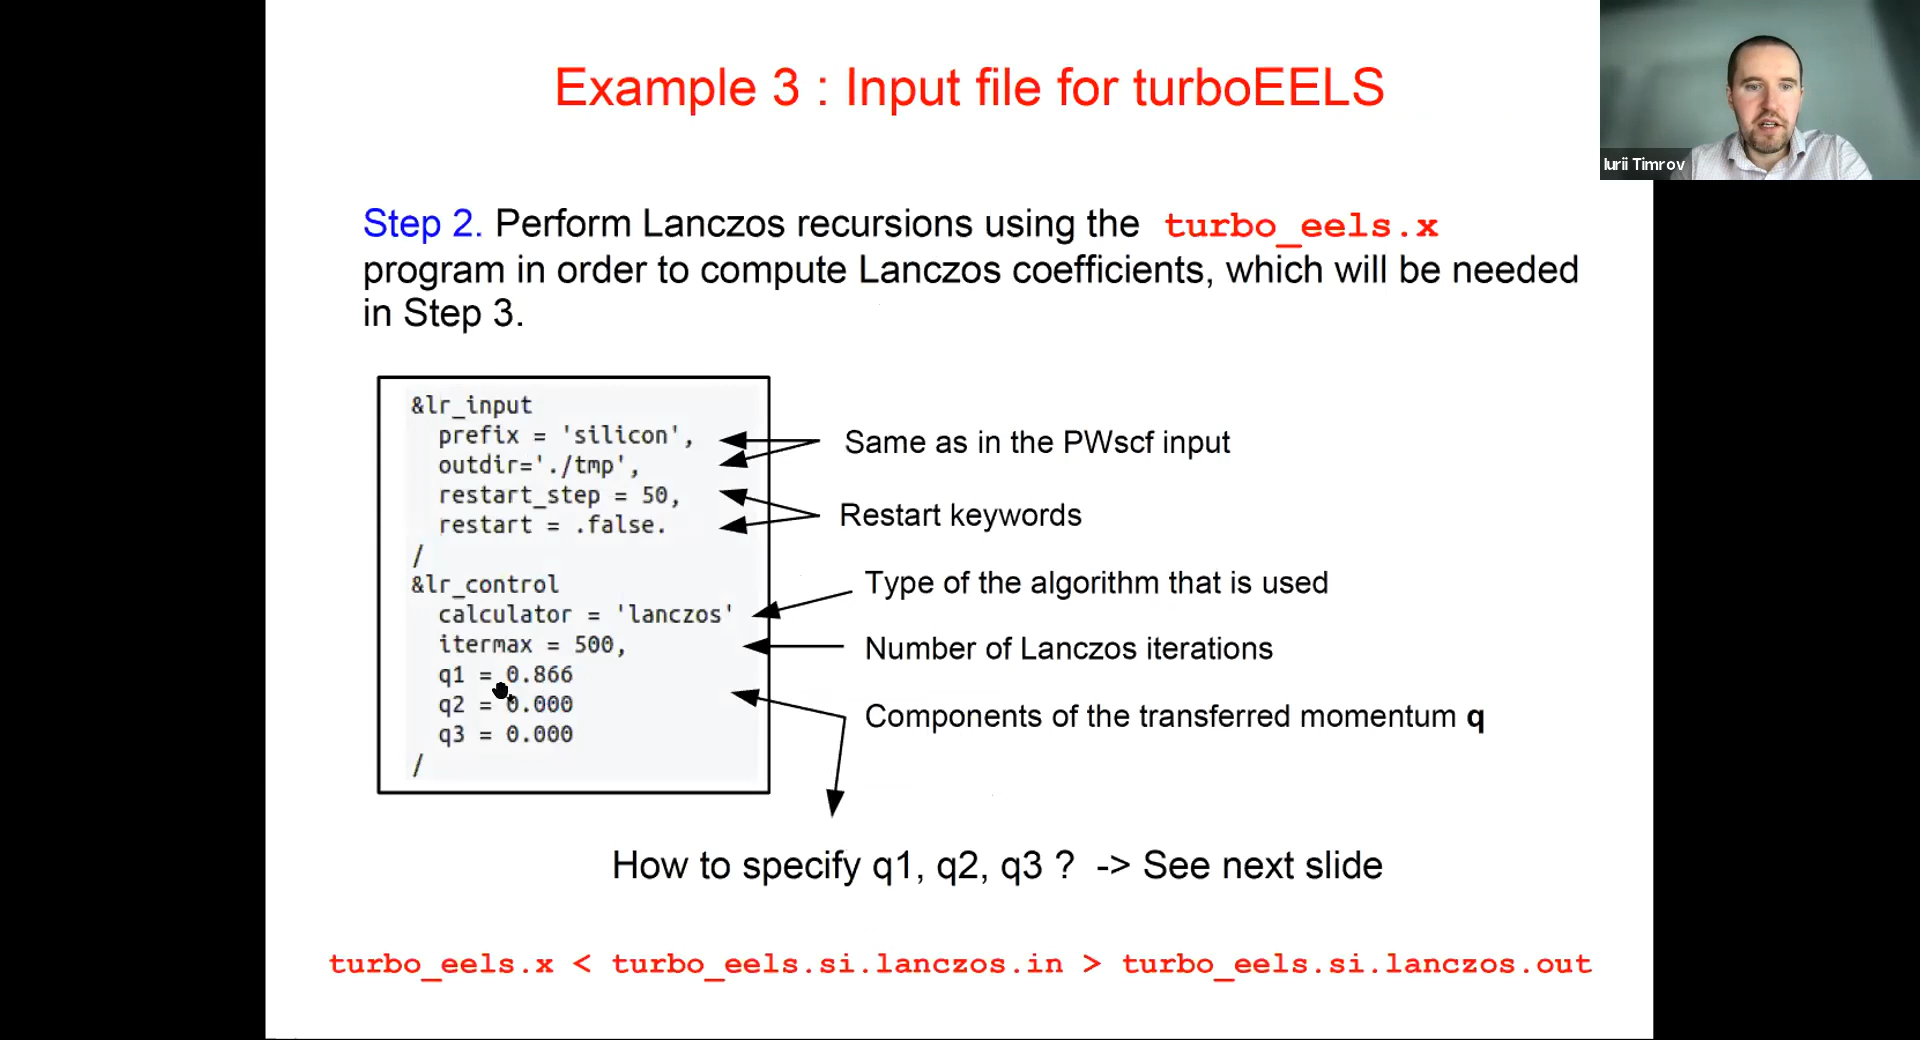 Example 3 : Input file for turboEELS
Iurii Timrov
Step 2. Perform Lanczos recursions using the turbo_eels.x
program in order to compute Lanczos coefficients, which will be needed
in Step 3.
&lr_input
prefix = 'silicon',
outdir='./tmp',
restart_step = 50,
restart = .false.
/
&lr_control
calculator = 'lanczos'
itermax = 500,
q1 = 0.866
q2 = 0.000
q3 = 0.000
/
Same as in the PWscf input
Restart keywords
Type of the algorithm that is used
Number of Lanczos iterations
Components of the transferred momentum q
How to specify q1, q2, q3 ? -> See next slide
turbo_eels.x < turbo_eels.si.lanczos.in > turbo_eels.si.lanczos.out